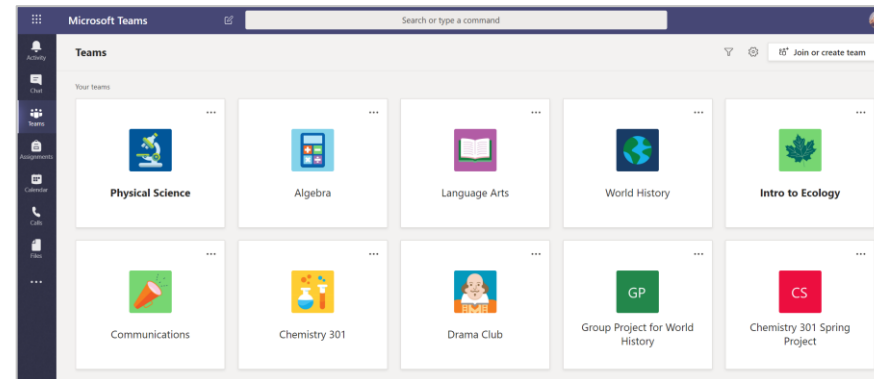 Microsoft Teams
Search or type a command
Activity
Chat
Teams
Assignments
Calendar
Calls
Files
Teams
Join or create team
Your teams
Physical Science
Algebra
Language Arts
World History
Intro to Ecology
Communications
Chemistry 301
Drama Club
GP
Group Project for World
History
CS
Chemistry 301 Spring
Project